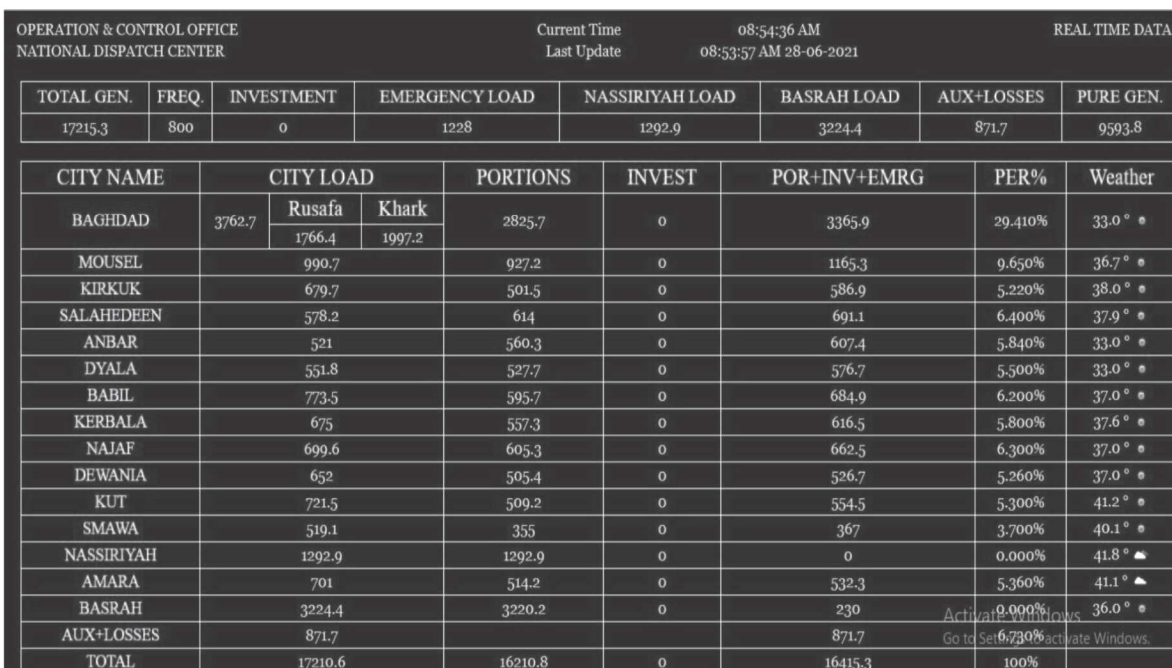 OPERATION & CONTROL OFFICE Current Time 08:54:36 AM REAL TIME DATA
NATIONAL DISPATCH CENTER Last Update 08:53:57 AM 28-06-2021
TOTAL GEN. FREQ. INVESTMENT EMERGENCY LOAD NASSIRIYAH LOAD BASRAH LOAD AUX+LOSSES PURE GEN.
17215.3 800 0 1228 1292.9 3224.4 871.7 9593.8
CITY NAME CITY LOAD PORTIONS INVEST POR+INV+EMRG PER% Weather
BAGHDAD 3762.7 Rusafa Khark 2825.7 0 3365.9 29.410% 33.0 °
1766.4 1997.2
MOUSEL 990.7 927.2 0 1165.3 9.650% 36.7 °
KIRKUK 679.7 501.5 0 586.9 5.220% 38.0 °
SALAHEDEEN 578.2 614 0 691.1 6.400% 37.9 °
ANBAR 521 560.3 0 607.4 5.840% 33.0 °
DYALA 551.8 527.7 0 576.7 5.500% 33.0 °
BABIL 773.5 595.7 0 684.9 6.200% 37.0 °
KERBALA 675 557.3 0 616.5 5.800% 37.6 °
NAJAF 699.6 605.3 0 662.5 6.300% 37.0 °
DEWANIA 652 505.4 0 526.7 5.260% 37.0 °
KUT 721.5 509.2 0 554.5 5.300% 41.2 °
SMAWA 519.1 355 0 367 3.700% 40.1 °
NASSIRIYAH 1292.9 1292.9 0 0 0.000% 41.8 °
AMARA 701 514.2 0 532.3 5.360% 41.1 °
BASRAH 3224.4 3220.2 0 230 0.000% 36.0 °
Activate Windows
AUX+LOSSES 871.7 871.7 6.730%
Go to Settings to activate Windows.
TOTAL 17210.6 16210.8 0 16415.3 100%